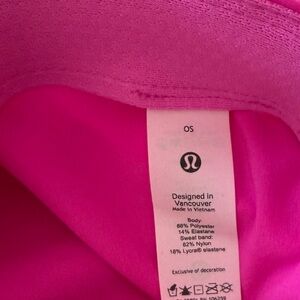 OS
Designed in
Vancouver
Made in Vietnam
Body
86% Polyester
14% Elastane
Sweat band:
82% Nylon
18% Lycra® elastane
Exclusive of decoration